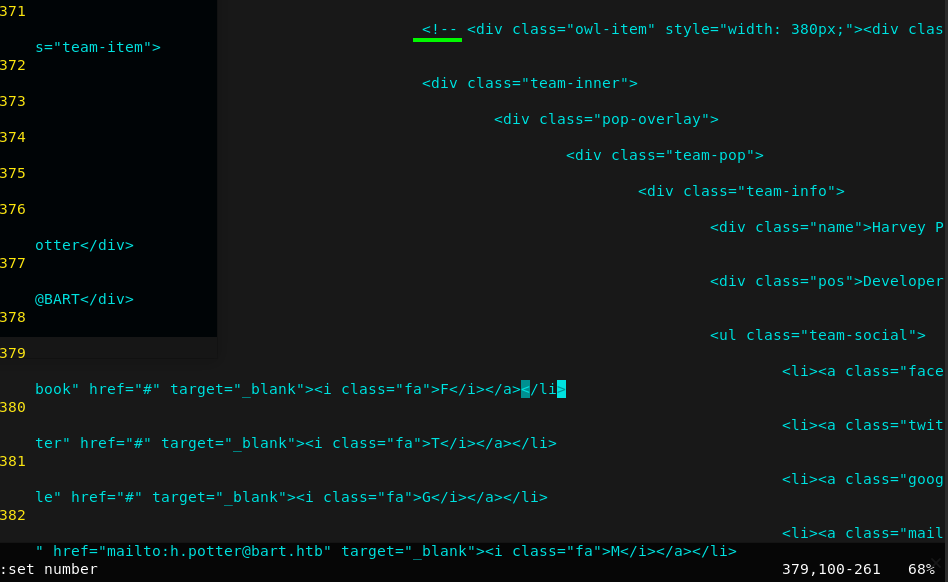 371
<!-- <div class="owl-item" style="width: 380px;"><div clas
s="team-item">
372
<div class="team-inner">
373
<div class="pop-overlay">
374
<div class="team-pop">
375
<div class="team-info">
376
<div class="name">Harvey P
otter</div>
377
<div class="pos">Developer
@BART</div>
378
<ul class="team-social">
379
<li><a class="face
book" href="#" target="_blank"><i class="fa">F</i></a></li>
380
<li><a class="twit
ter" href="#" target="_blank"><i class="fa">T</i></a></li>
381
<li><a class="goog
le" href="#" target="_blank"><i class="fa">G</i></a></li>
382
<li><a class="mail
" href="mailto:h.potter@bart.htb" target="_blank"><i class="fa">M</i></a></li>
:set number 379,100-261 68%